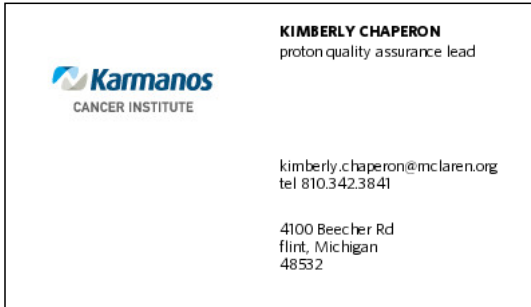 Karmanos
CANCER INSTITUTE
KIMBERLY CHAPERON
proton quality assurance lead
kimberly.chaperon@mclaren.org
tel 810.342.3841
4100 Beecher Rd
flint, Michigan
48532